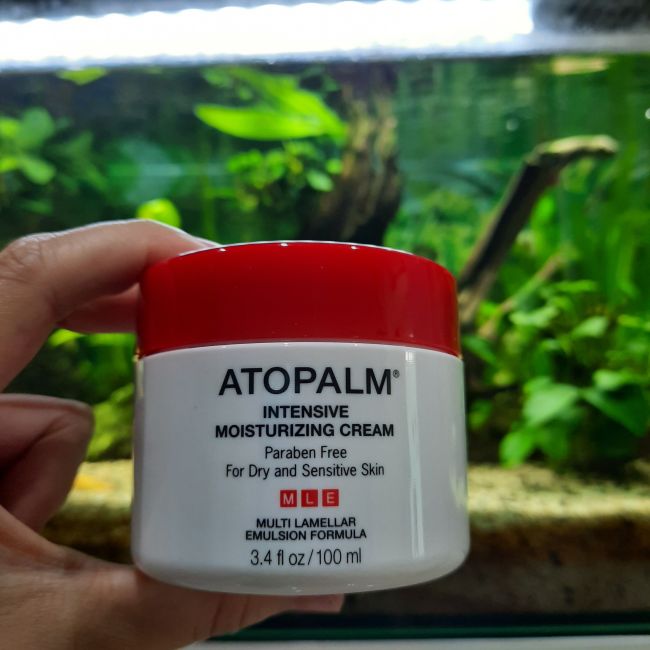 ATOPALM®
INTENSIVE
MOISTURIZING CREAM
Paraben Free
For Dry and Sensitive Skin
MLE
MULTI LAMELLAR
EMULSION FORMULA
3.4 fl oz/100 ml